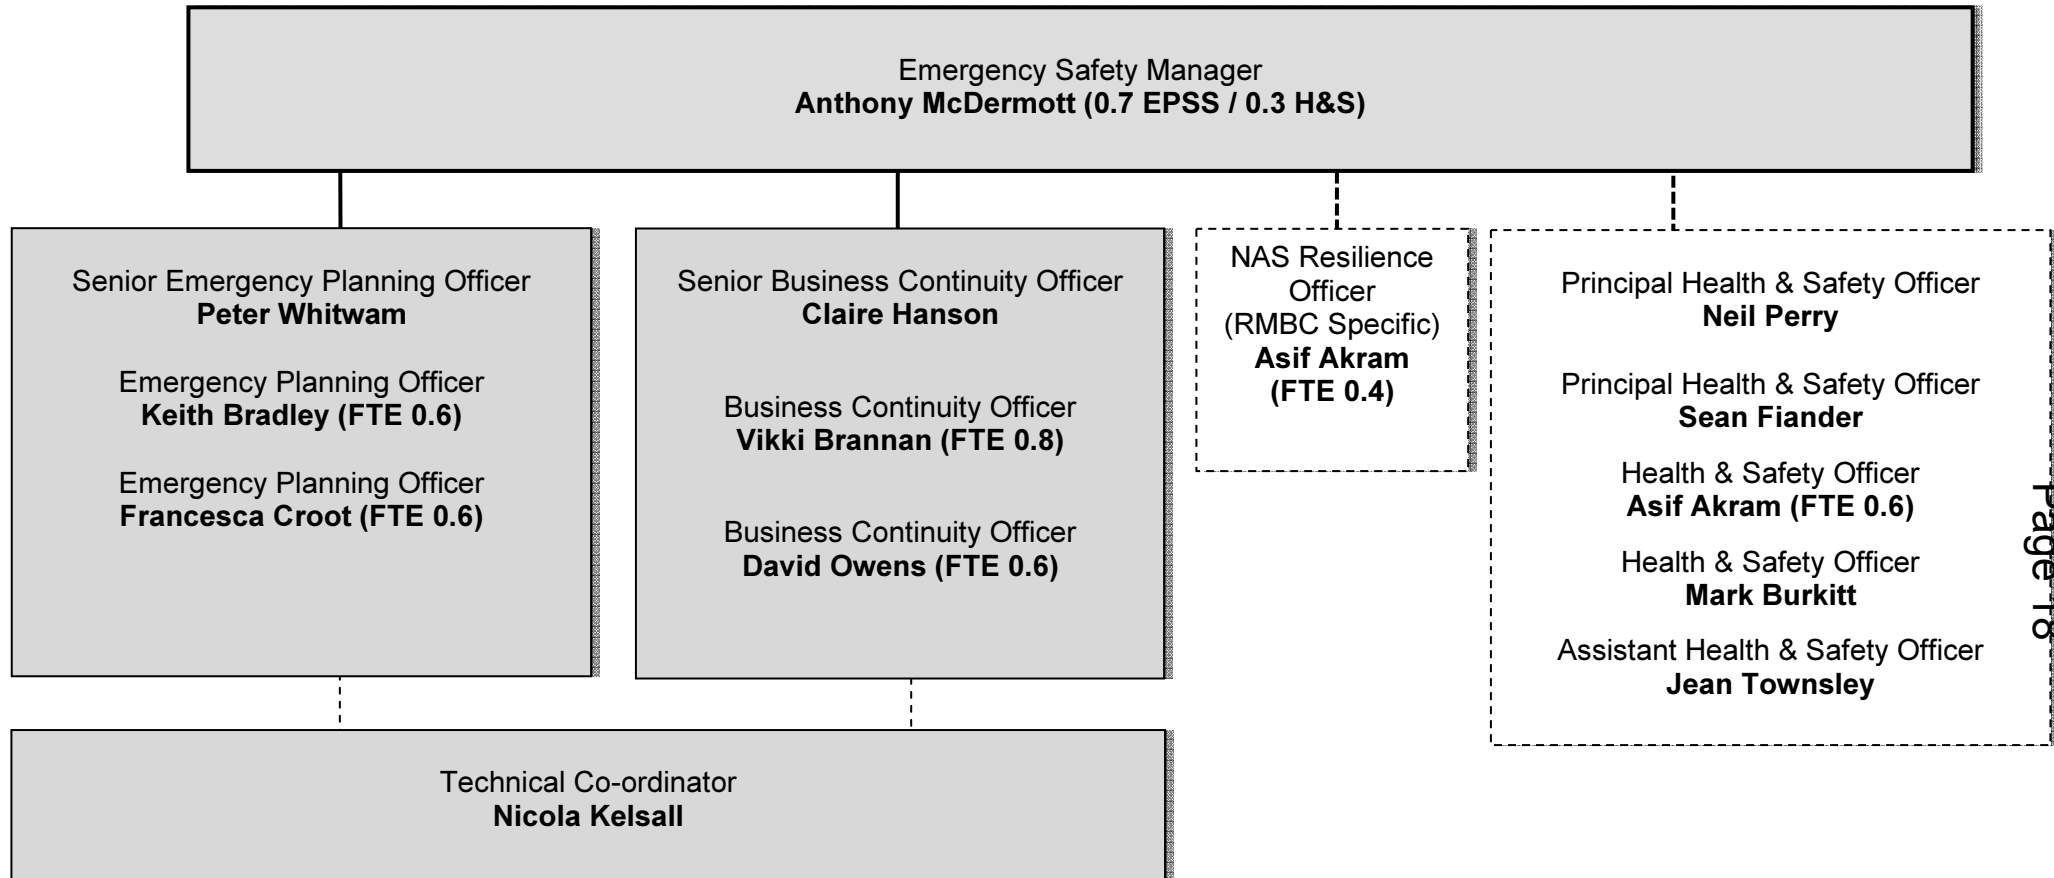 Emergency Safety Manager
Anthony McDermott (0.7 EPSS / 0.3 H&S)
Senior Emergency Planning Officer
Peter Whitwam
Emergency Planning Officer
Keith Bradley (FTE 0.6)
Emergency Planning Officer
Francesca Croot (FTE 0.6)
Senior Business Continuity Officer
Claire Hanson
Business Continuity Officer
Vikki Brannan (FTE 0.8)
Business Continuity Officer
David Owens (FTE 0.6)
NAS Resilience
Officer
(RMBC Specific)
Asif Akram
(FTE 0.4)
Principal Health & Safety Officer
Neil Perry
Principal Health & Safety Officer
Sean Fiander
Health & Safety Officer
Asif Akram (FTE 0.6)
Health & Safety Officer
Mark Burkitt
Assistant Health & Safety Officer
Jean Townsley
Technical Co-ordinator
Nicola Kelsall
Page 18